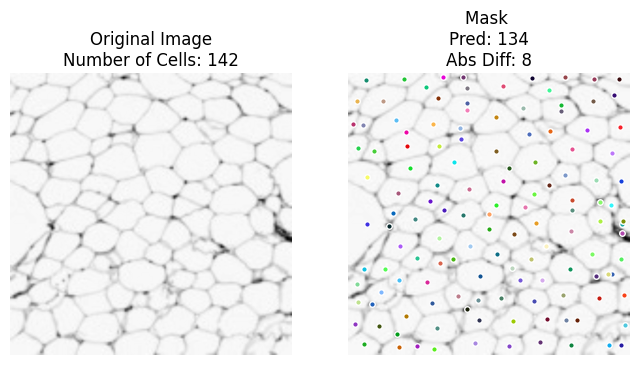 Original Image
Number of Cells: 142
Mask
Pred: 134
Abs Diff: 8